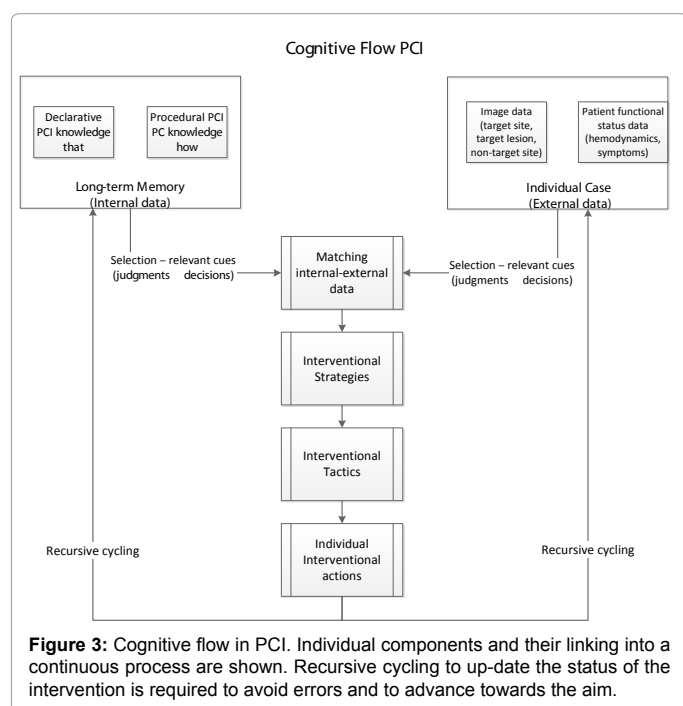 Cognitive Flow PCI
Declarative
PCI knowledge
that
Procedural PCI
PC knowledge
how
Long-term Memory
(Internal data)
Image data
(target site,
target lesion,
non-target site)
Patient functional
status data
(hemodynamics,
symptoms)
Individual Case
(External data)
Selection – relevant cues
(judgments decisions)
Matching
internal-external
data
Selection – relevant cues
(judgments decisions)
Interventional
Strategies
Interventional
Tactics
Individual
Interventional
actions
Recursive cycling
Recursive cycling
Figure 3: Cognitive flow in PCI. Individual components and their linking into a
continuous process are shown. Recursive cycling to up-date the status of the
intervention is required to avoid errors and to advance towards the aim.